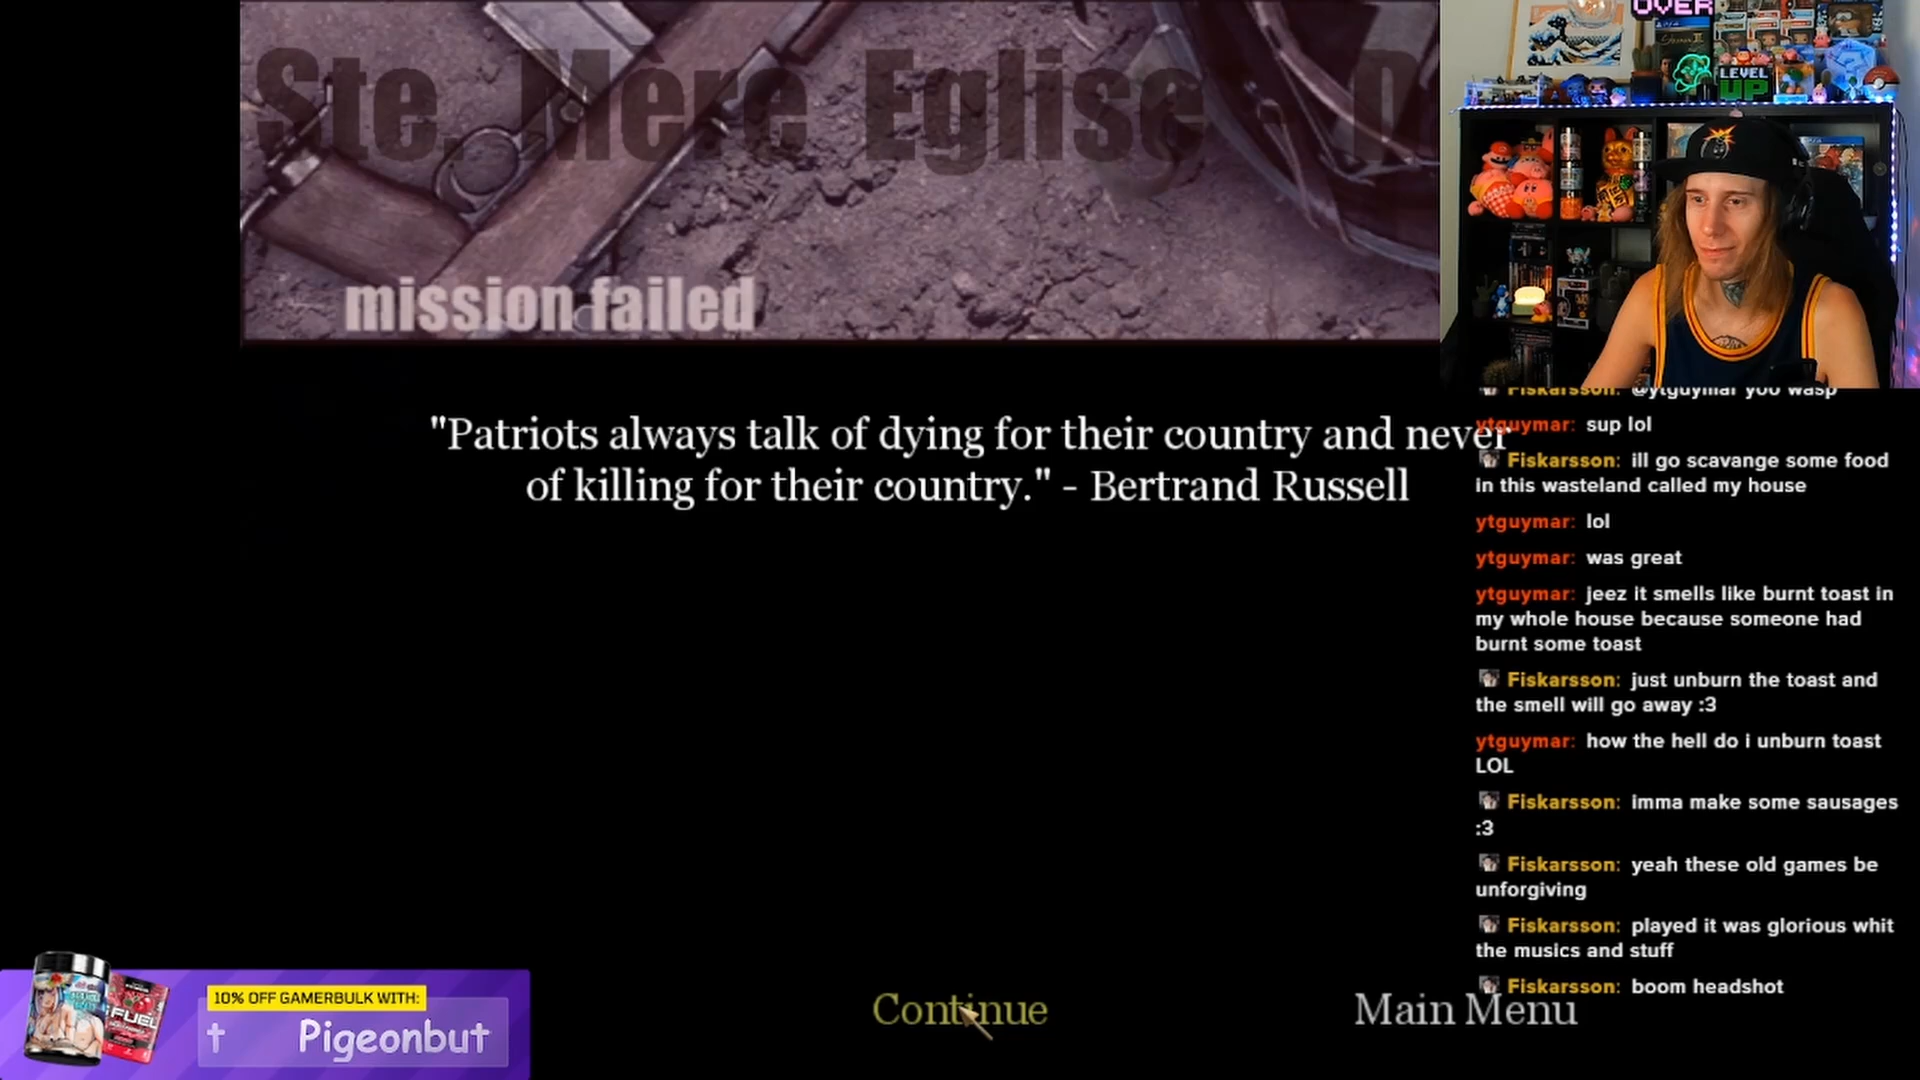 Ste. Mère Eglise - D
mission failed
"Patriots always talk of dying for their country and never
of killing for their country." - Bertrand Russell
Continue
Main Menu
OVER
LEVEL
UP
Fiskarsson: @ytguymar you wasp
ytguymar: sup lol
Fiskarsson: ill go scavange some food
in this wasteland called my house
ytguymar: lol
ytguymar: was great
ytguymar: jeez it smells like burnt toast in
my whole house because someone had
burnt some toast
Fiskarsson: just unburn the toast and
the smell will go away :3
ytguymar: how the hell do i unburn toast
LOL
Fiskarsson: imma make some sausages
:3
Fiskarsson: yeah these old games be
unforgiving
Fiskarsson: played it was glorious whit
the musics and stuff
Fiskarsson: boom headshot
10% OFF GAMERBULK WITH:
t Pigeonbut
FUEL